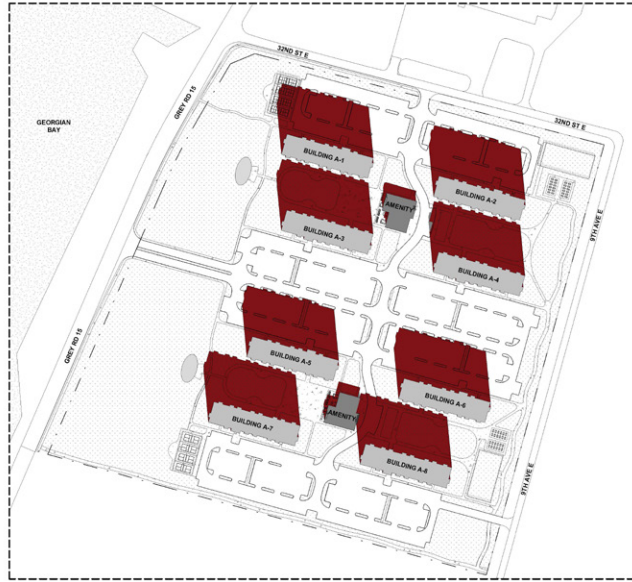 32ND ST E
32ND ST E
GREY RD 15
GEORGIAN
BAY
BUILDING A-1
BUILDING A-2
AMENITY
BUILDING A-3
9TH AVE E
BUILDING A-4
GREY RD 15
BUILDING A-5
BUILDING A-6
AMENITY
BUILDING A-7
BUILDING A-8
9TH AVE E